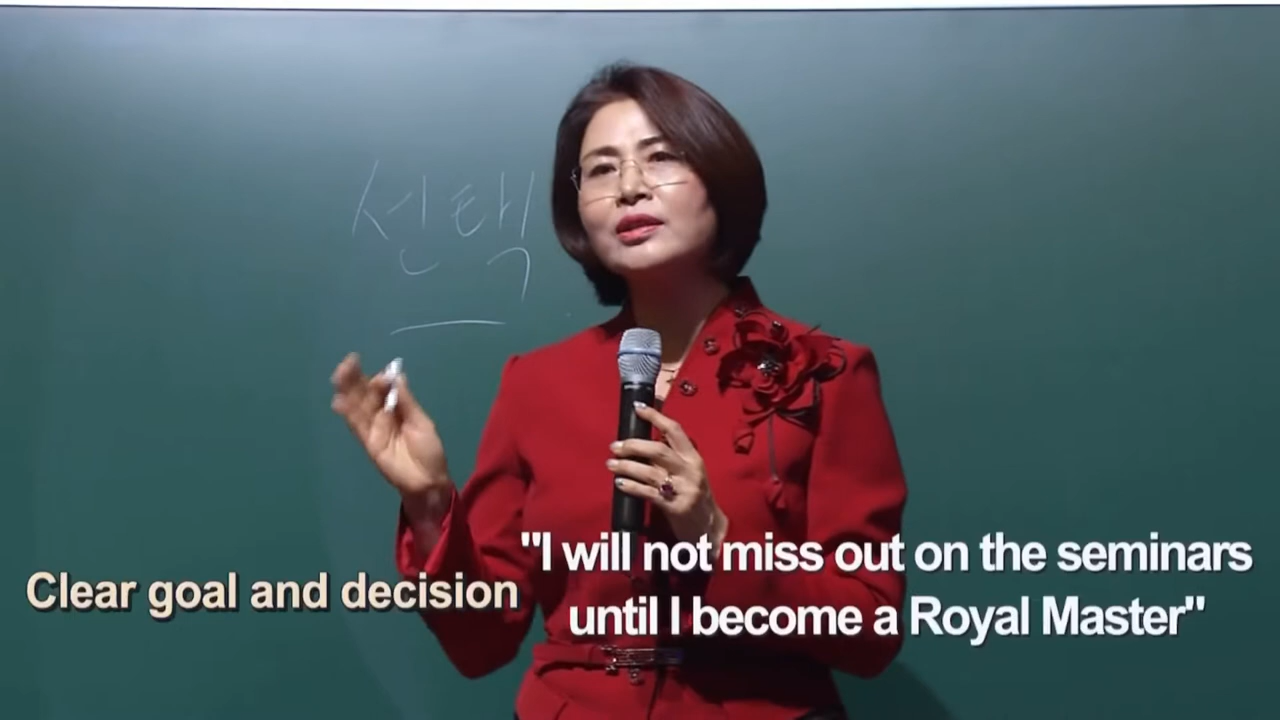 선택
Clear goal and decision
"I will not miss out on the seminars
until I become a Royal Master"